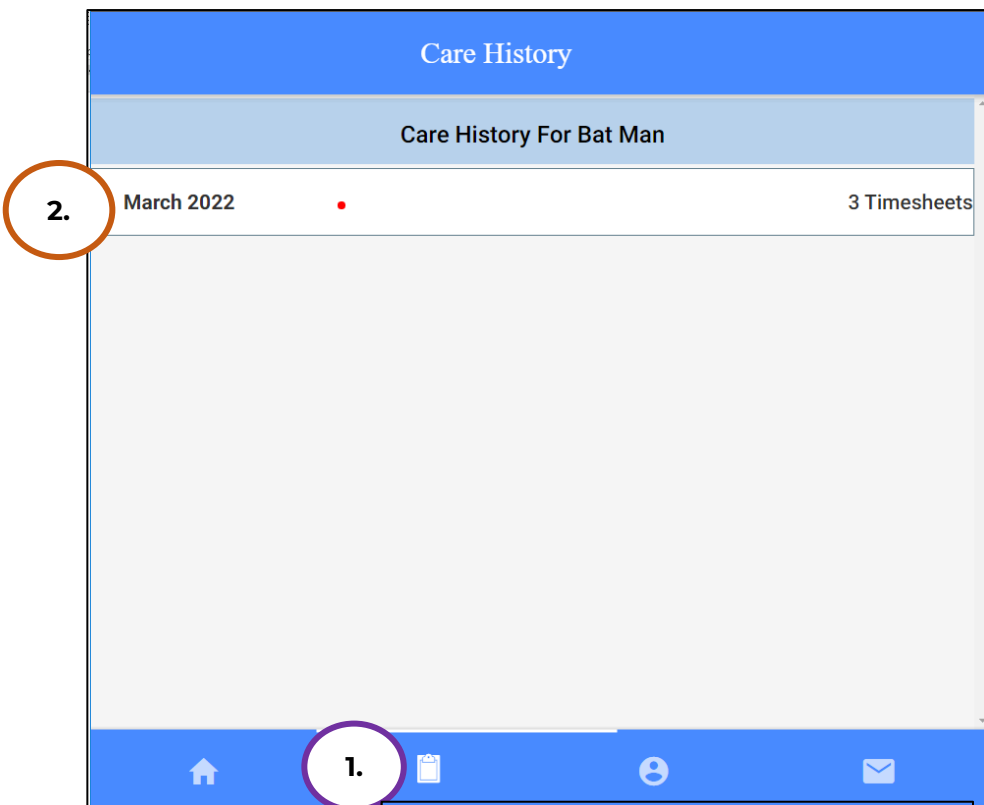 Care History
Care History For Bat Man
2.
March 2022
3 Timesheets
1.